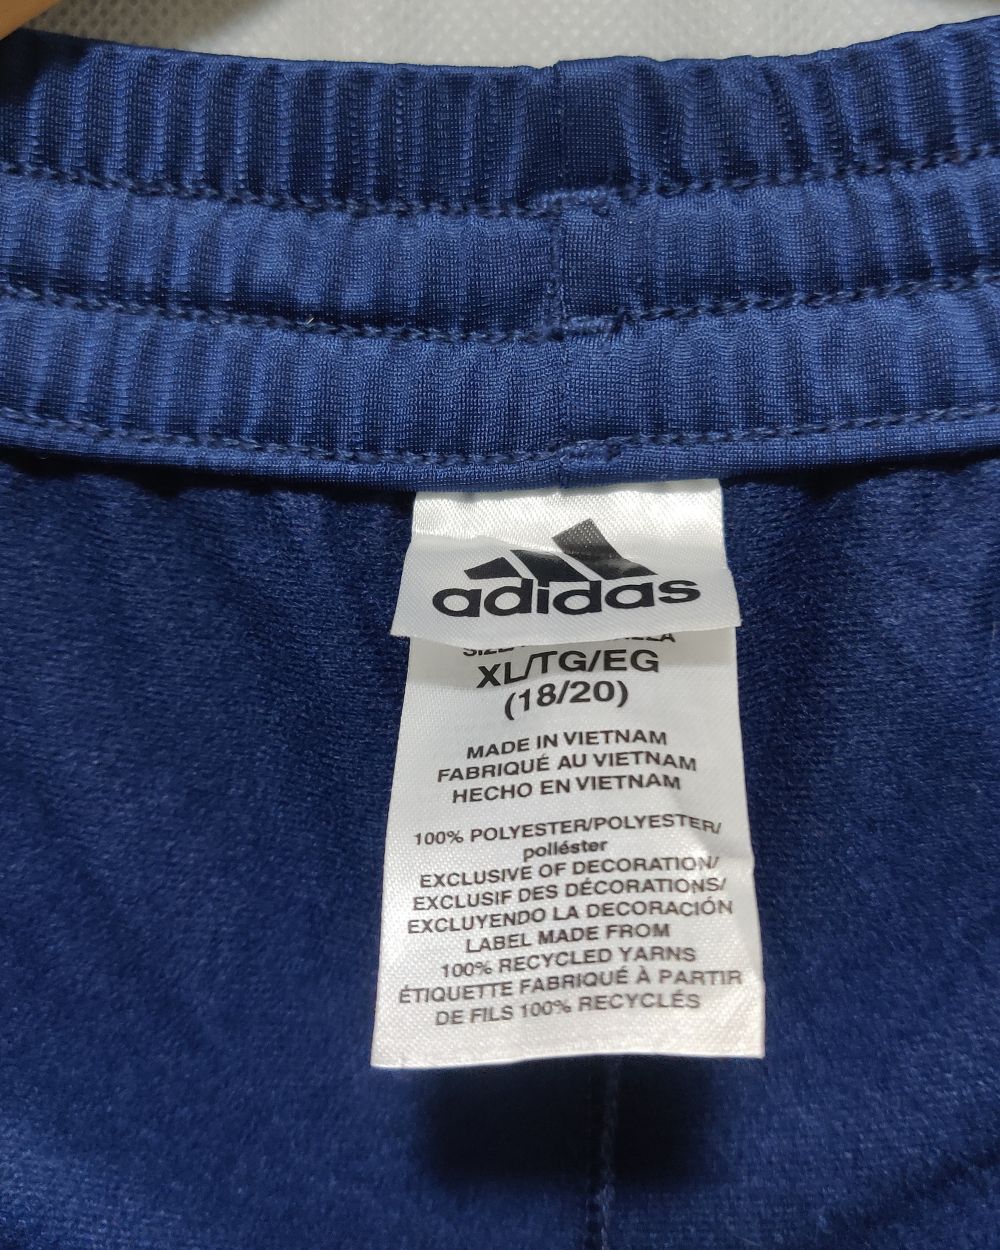 adidas
XL/TG/EG
(18/20)
MADE IN VIETNAM
FABRIQUÉ AU VIETNAM
HECHO EN VIETNAM
100% POLYESTER/POLYESTER/
poliéster
EXCLUSIVE OF DECORATION/
EXCLUSIF DES DÉCORATIONS/
EXCLUYENDO LA DECORACIÓN
LABEL MADE FROM
100% RECYCLED YARNS
ÉTIQUETTE FABRIQUÉ À PARTIR
DE FILS 100% RECYCLÉS